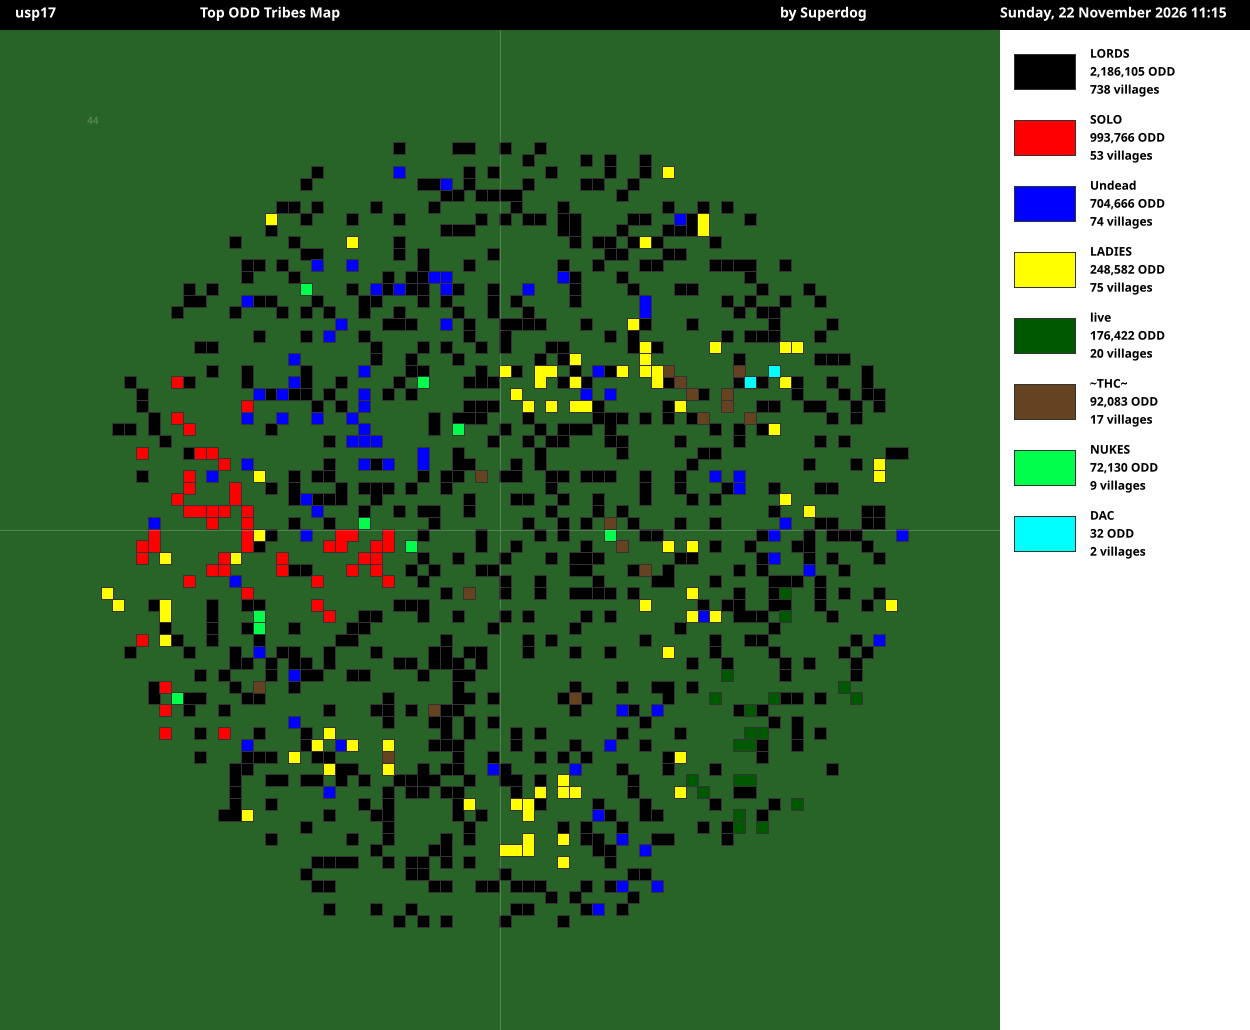 usp17 Top ODD Tribes Map by Superdog Sunday, 22 November 2026 11:15
44
LORDS
2,186,105 ODD
738 villages
SOLO
993,766 ODD
53 villages
Undead
704,666 ODD
74 villages
LADIES
248,582 ODD
75 villages
live
176,422 ODD
20 villages
~THC~
92,083 ODD
17 villages
NUKES
72,130 ODD
9 villages
DAC
32 ODD
2 villages